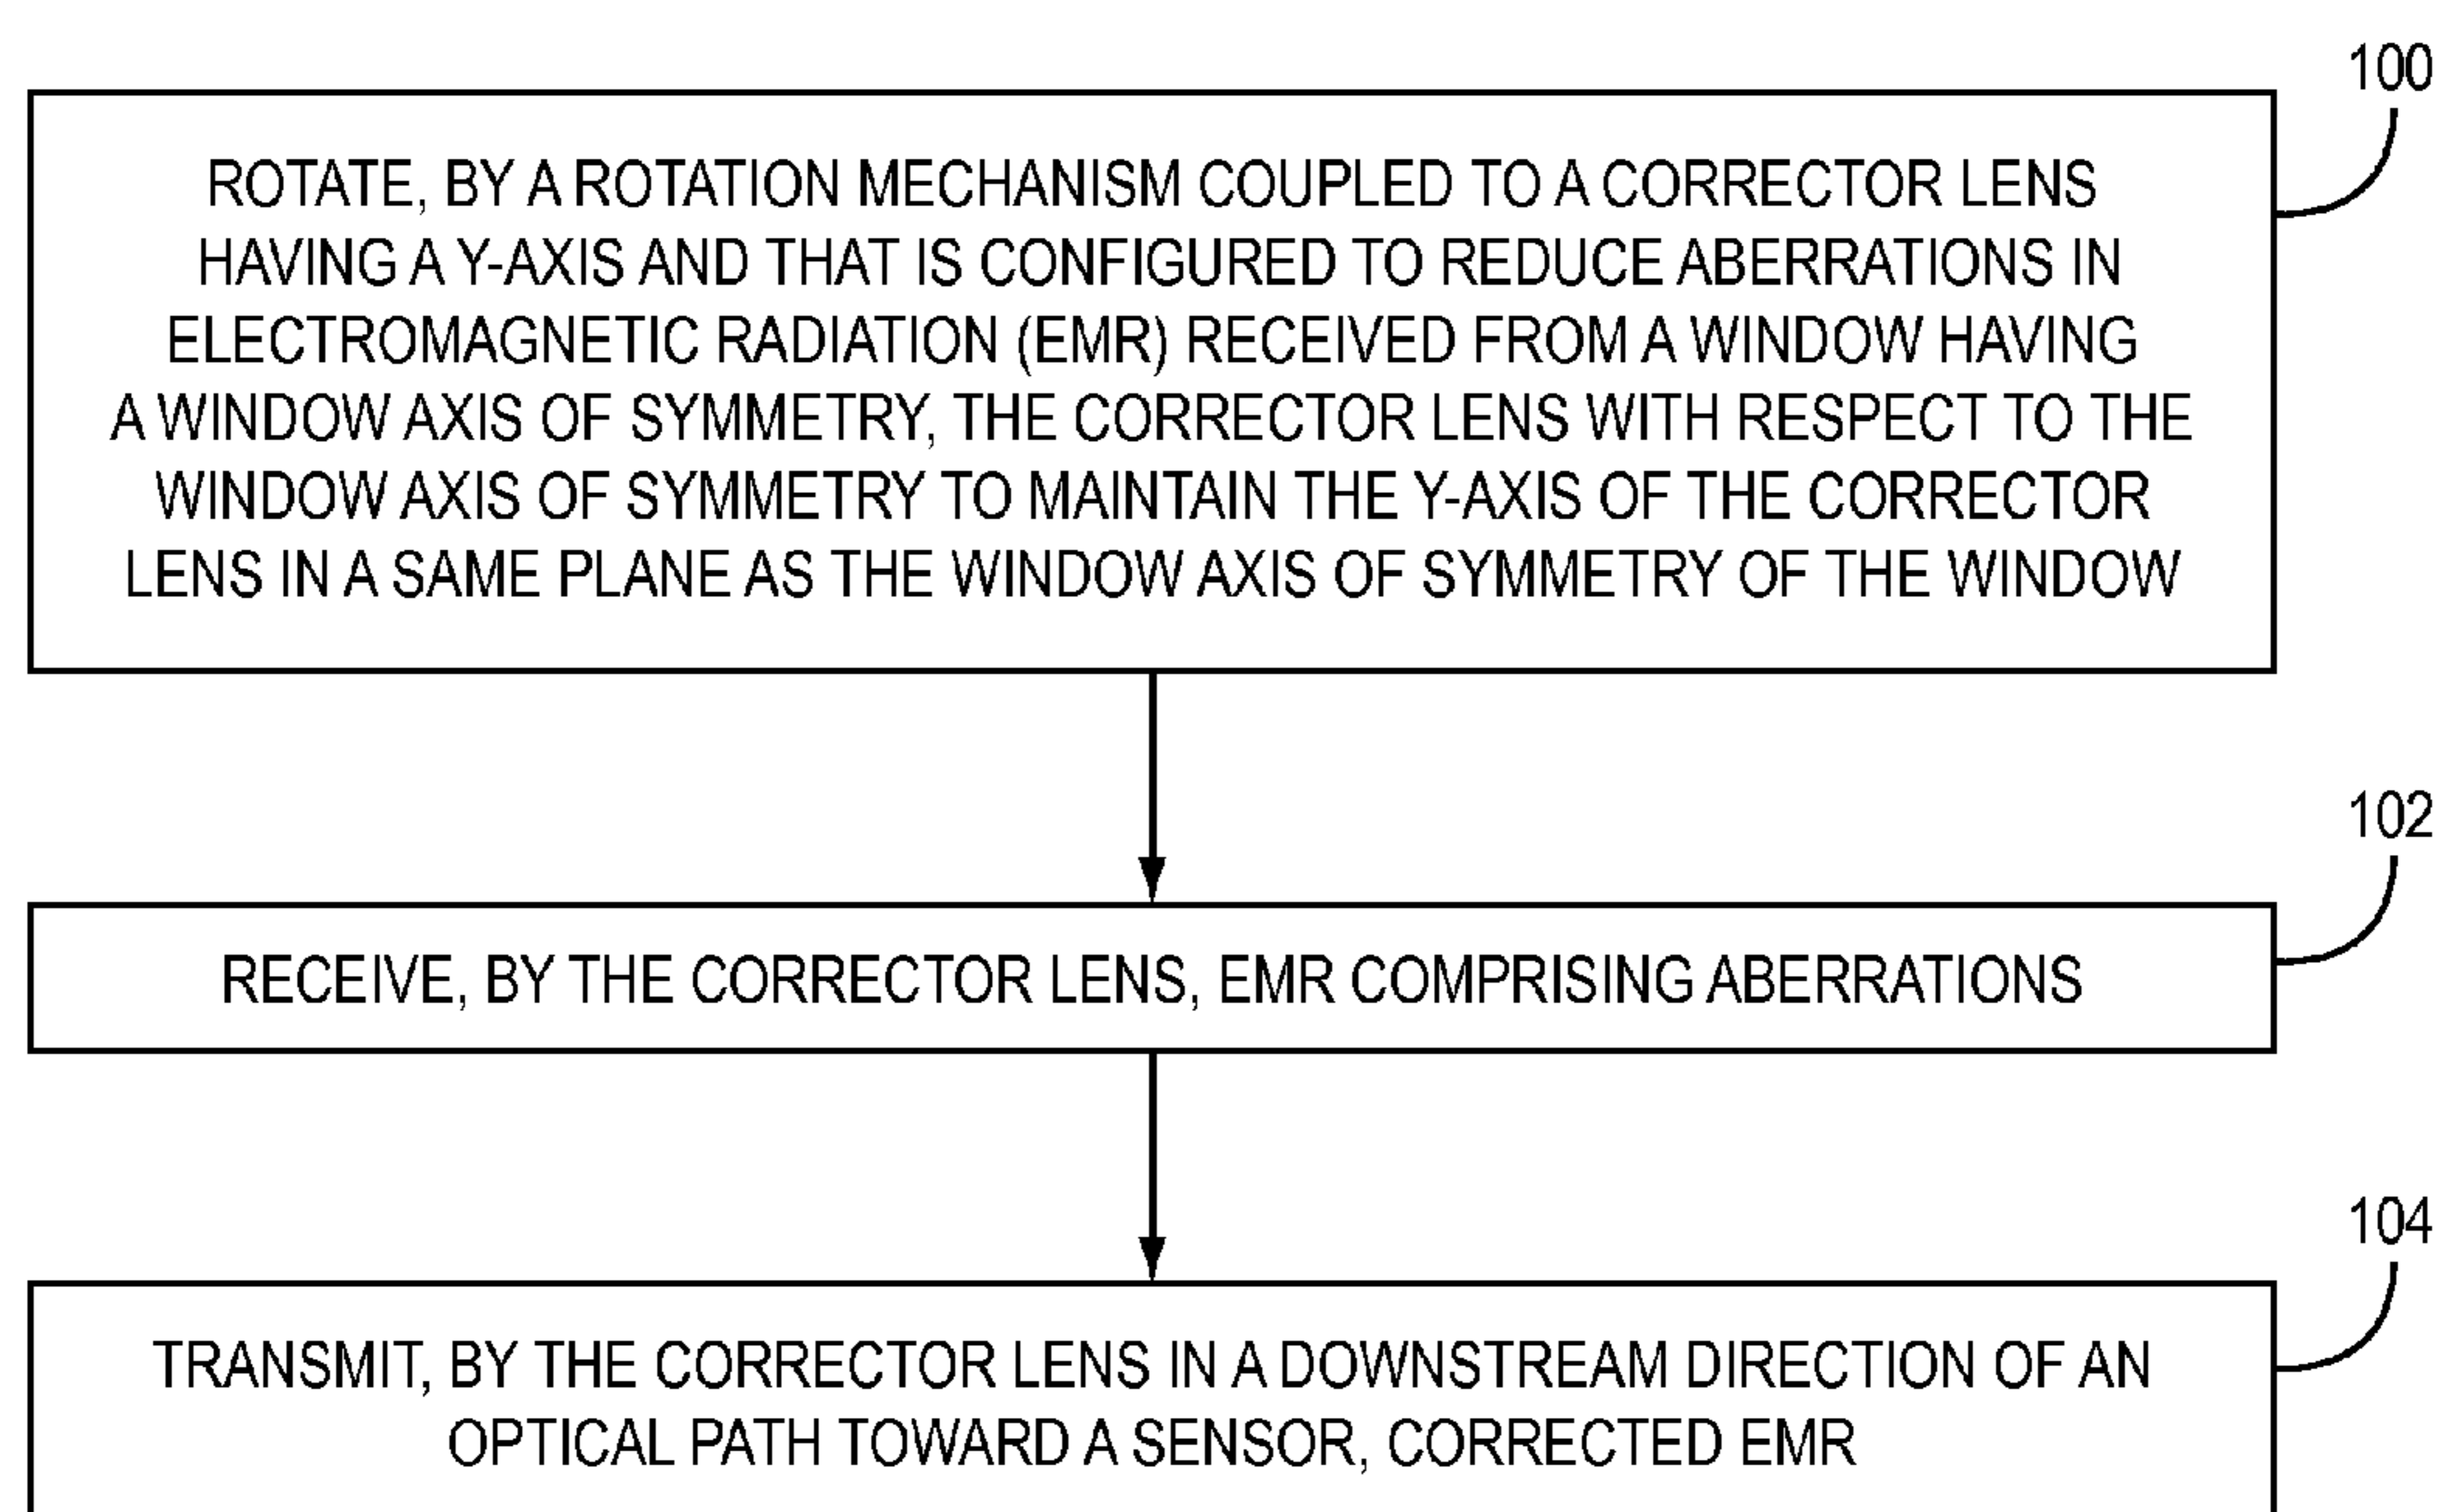 100
ROTATE, BY A ROTATION MECHANISM COUPLED TO A CORRECTOR LENS
HAVING A Y-AXIS AND THAT IS CONFIGURED TO REDUCE ABERRATIONS IN
ELECTROMAGNETIC RADIATION (EMR) RECEIVED FROM A WINDOW HAVING
A WINDOW AXIS OF SYMMETRY, THE CORRECTOR LENS WITH RESPECT TO THE
WINDOW AXIS OF SYMMETRY TO MAINTAIN THE Y-AXIS OF THE CORRECTOR
LENS IN A SAME PLANE AS THE WINDOW AXIS OF SYMMETRY OF THE WINDOW
102
RECEIVE, BY THE CORRECTOR LENS, EMR COMPRISING ABERRATIONS
104
TRANSMIT, BY THE CORRECTOR LENS IN A DOWNSTREAM DIRECTION OF AN
OPTICAL PATH TOWARD A SENSOR, CORRECTED EMR